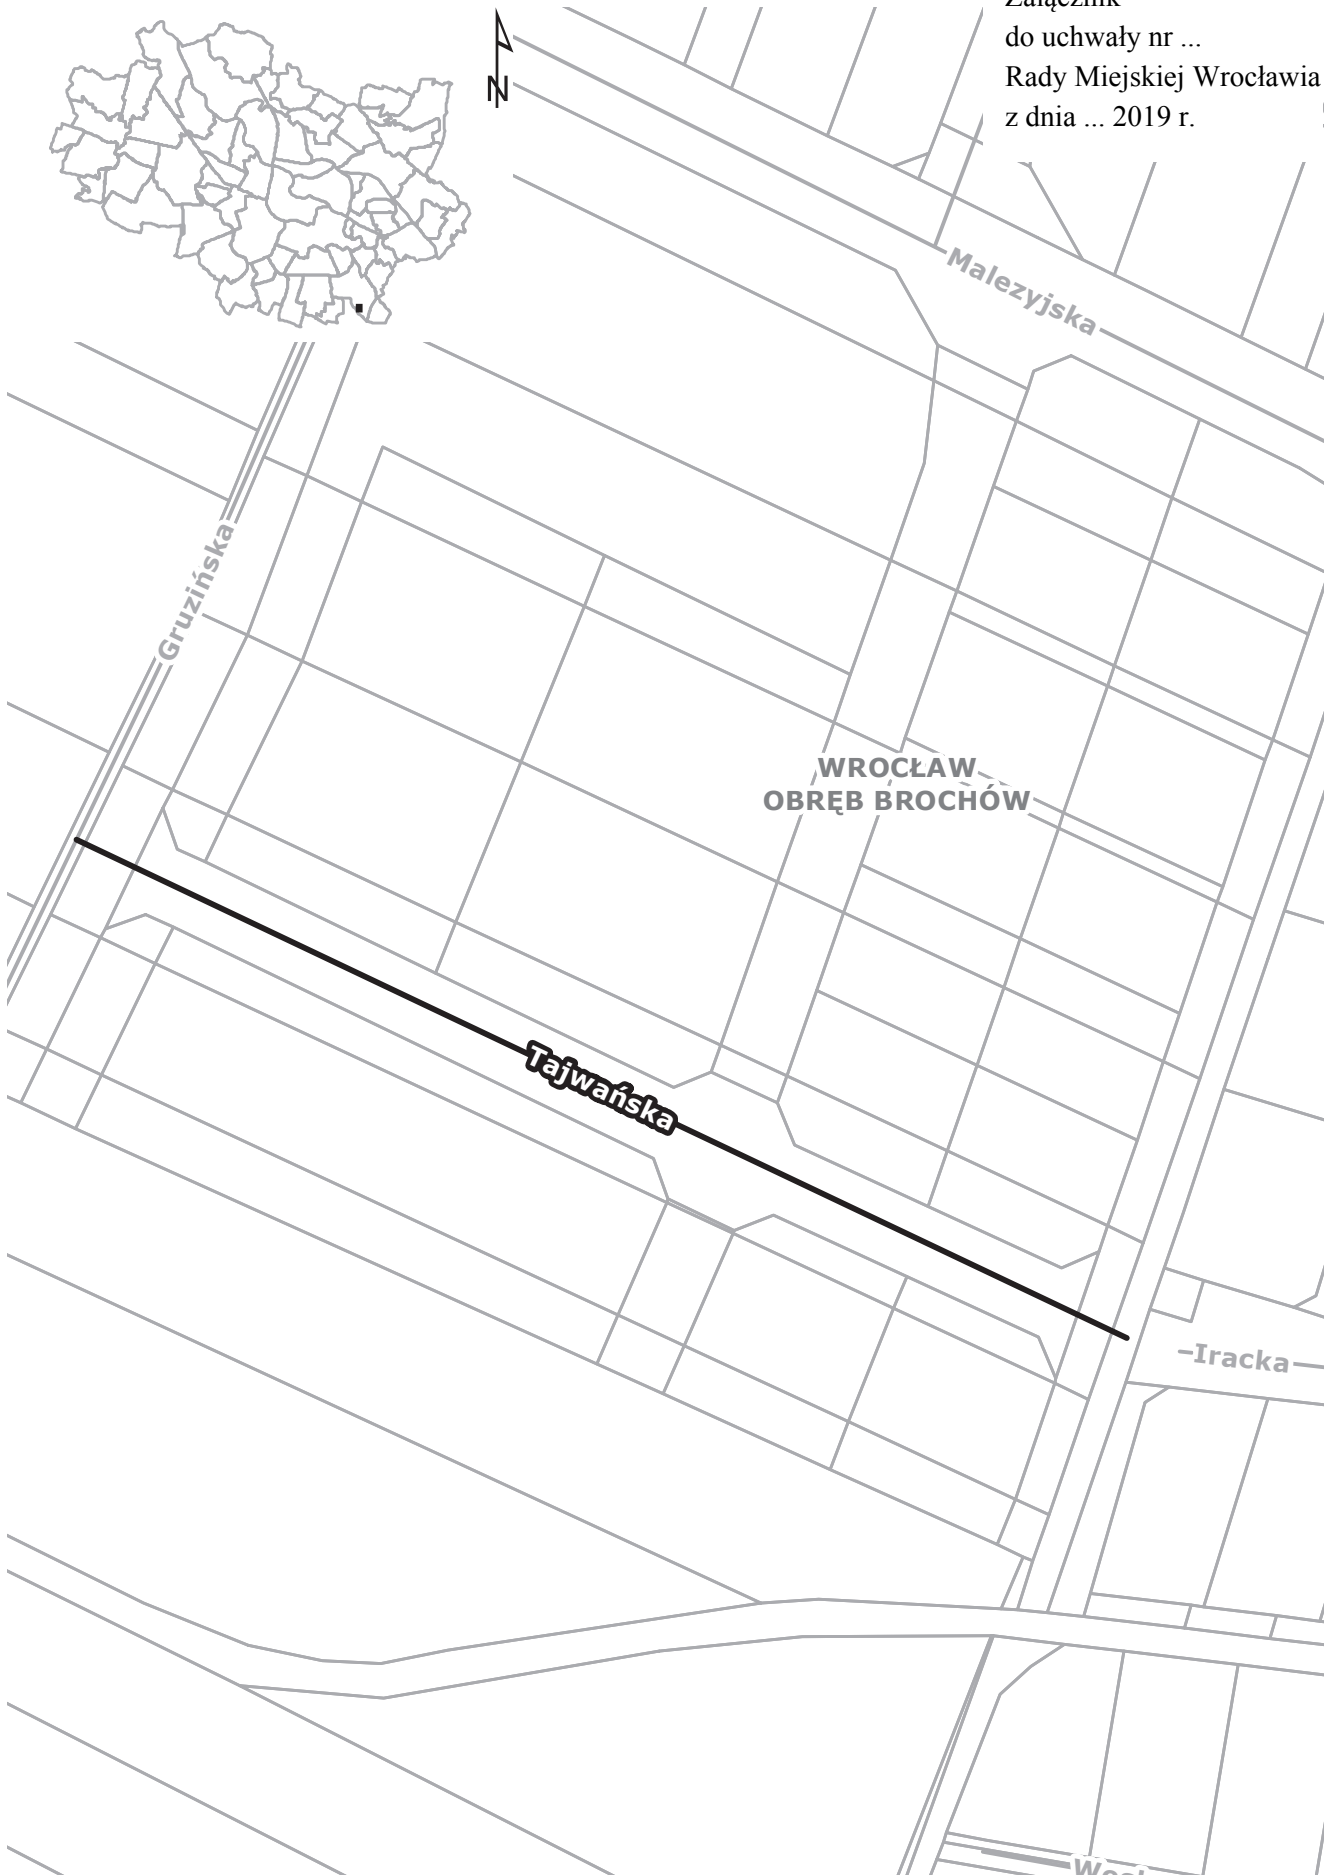 Załącznik
do uchwały nr ...
Rady Miejskiej Wrocławia
z dnia ... 2019 r.
N
Malezyjska
Gruzińska
WROCŁAW
OBRĘB BROCHÓW
Tajwańska
Iracka